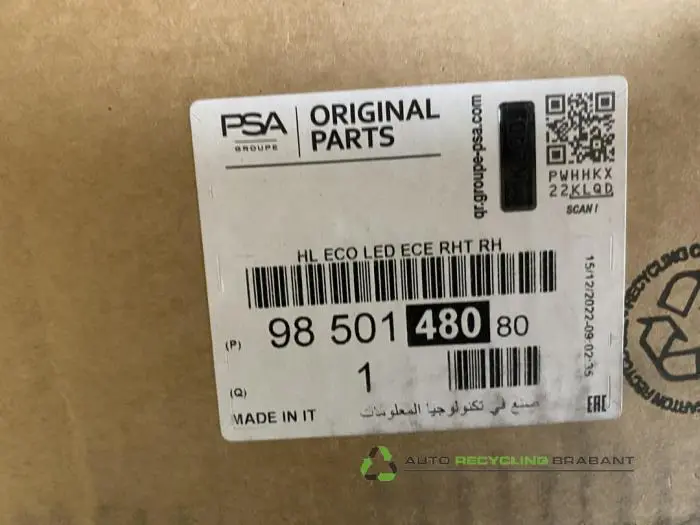 PSA
GROUPE
ORIGINAL
PARTS
qr.groupe-psa.com
PWHHKX
22KLQD
SCAN !
HL ECO LED ECE RHT RH
15/12/2022-09:02:35
(P) 98 501 480 80
(Q) 1
MADE IN IT
صنع في تكنولوجيا المعلومات
EAC
RECYCLING
AUTO RECYCLING BRABANT